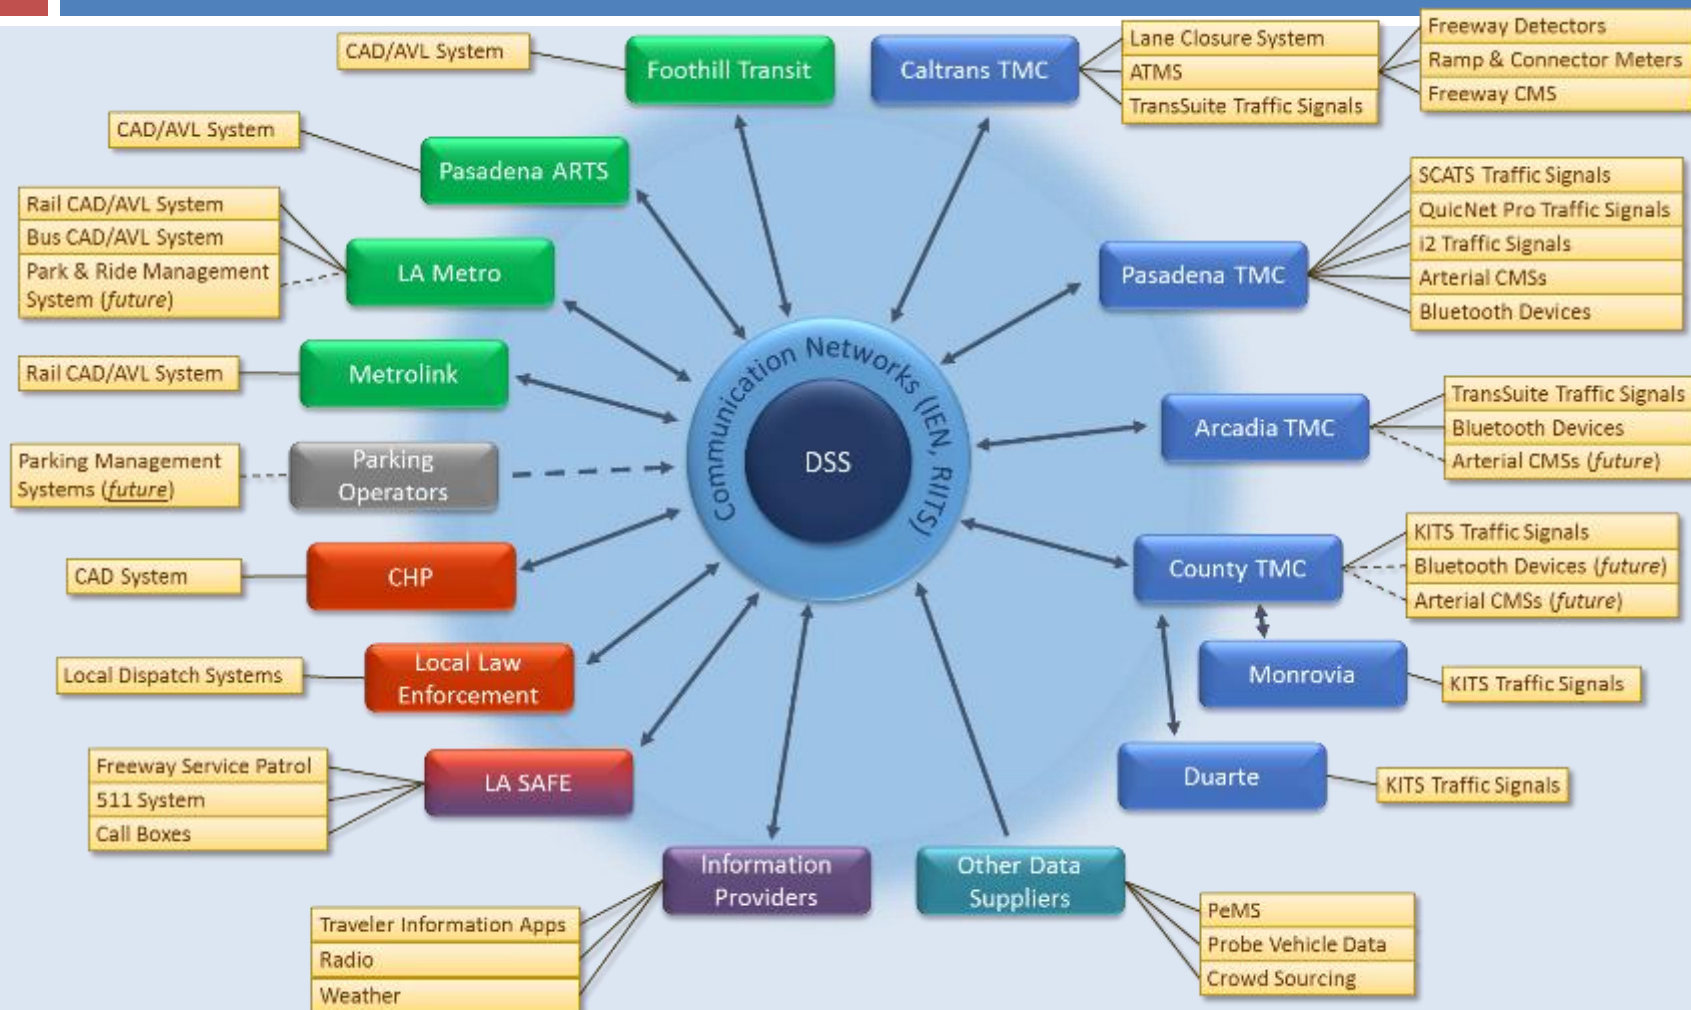 CAD/AVL System
Foothill Transit
Caltrans TMC
Lane Closure System
ATMS
TransSuite Traffic Signals
Freeway Detectors
Ramp & Connector Meters
Freeway CMS
CAD/AVL System
Pasadena ARTS
Rail CAD/AVL System
Bus CAD/AVL System
Park & Ride Management
System (future)
LA Metro
Pasadena TMC
SCATS Traffic Signals
QuicNet Pro Traffic Signals
i2 Traffic Signals
Arterial CMSs
Bluetooth Devices
Rail CAD/AVL System
Metrolink
Communication Networks (IEN, RIITS)
DSS
Arcadia TMC
TransSuite Traffic Signals
Bluetooth Devices
Arterial CMSs (future)
Parking Management
Systems (future)
Parking
Operators
CAD System
CHP
County TMC
KITS Traffic Signals
Bluetooth Devices (future)
Arterial CMSs (future)
Local Dispatch Systems
Local Law
Enforcement
Monrovia
KITS Traffic Signals
Freeway Service Patrol
511 System
Call Boxes
LA SAFE
Duarte
KITS Traffic Signals
Information
Providers
Traveler Information Apps
Radio
Weather
Other Data
Suppliers
PeMS
Probe Vehicle Data
Crowd Sourcing